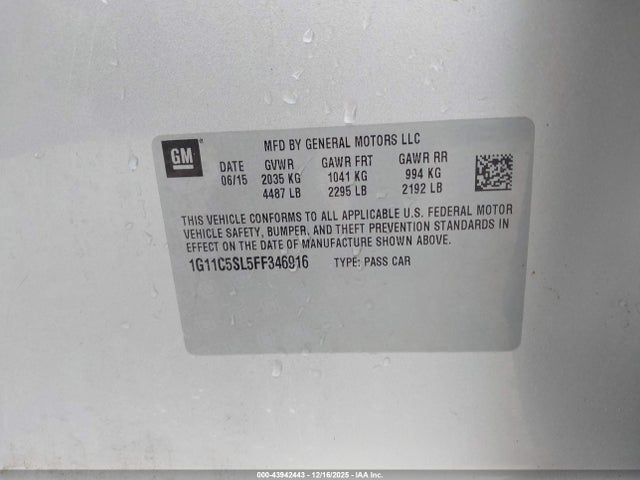 MFD BY GENERAL MOTORS LLC
GM
DATE GVWR GAWR FRT GAWR RR
06/15 2035 KG 1041 KG 994 KG
4487 LB 2295 LB 2192 LB
THIS VEHICLE CONFORMS TO ALL APPLICABLE U.S. FEDERAL MOTOR
VEHICLE SAFETY, BUMPER, AND THEFT PREVENTION STANDARDS IN
EFFECT ON THE DATE OF MANUFACTURE SHOWN ABOVE.
1G11C5SL5FF346916 TYPE: PASS CAR
000-43942443 - 12/16/2025 - IAA Inc.